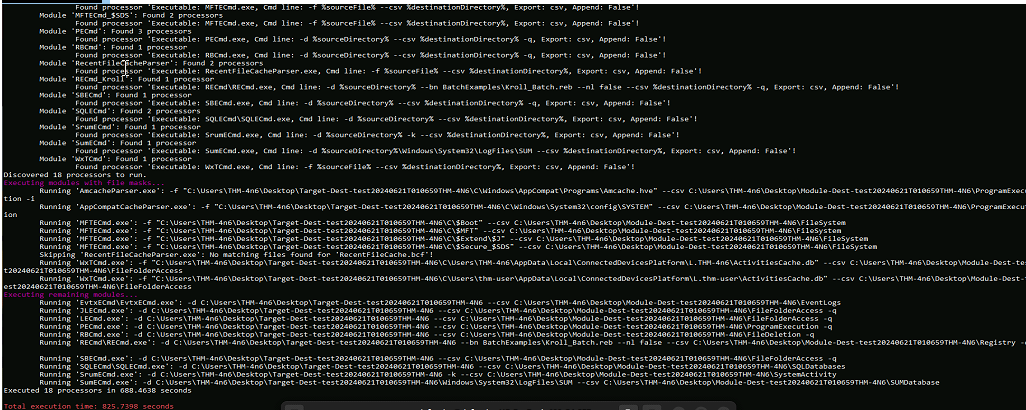 Found processor 'Executable: MFTECmd.exe, Cmd line: -f %sourceFile% --csv %destinationDirectory%, Export: csv, Append: False'!
Module 'MFTECmd_$SDS': Found 2 processors
Found processor 'Executable: MFTECmd.exe, Cmd line: -f %sourceFile% --csv %destinationDirectory%, Export: csv, Append: False'!
Module 'PECmd': Found 3 processors
Found processor 'Executable: PECmd.exe, Cmd line: -d %sourceDirectory% --csv %destinationDirectory% -q, Export: csv, Append: False'!
Module 'RBCmd': Found 1 processor
Found processor 'Executable: RBCmd.exe, Cmd line: -d %sourceDirectory% --csv %destinationDirectory% -q, Export: csv, Append: False'!
Module 'RecentFileCacheParser': Found 2 processors
Found processor 'Executable: RecentFileCacheParser.exe, Cmd line: -f %sourceFile% --csv %destinationDirectory%, Export: csv, Append: False'!
Module 'RECmd_Kroll': Found 1 processor
Found processor 'Executable: RECmd\RECmd.exe, Cmd line: -d %sourceDirectory% --bn BatchExamples\Kroll_Batch.reb --nl false --csv %destinationDirectory% -q, Export: csv, Append: False'!
Module 'SBECmd': Found 1 processor
Found processor 'Executable: SBECmd.exe, Cmd line: -d %sourceDirectory% --csv %destinationDirectory% -q, Export: csv, Append: False'!
Module 'SQLECmd': Found 2 processors
Found processor 'Executable: SQLECmd\SQLECmd.exe, Cmd line: -d %sourceDirectory% --csv %destinationDirectory%, Export: csv, Append: False'!
Module 'SrumECmd': Found 1 processor
Found processor 'Executable: SrumECmd.exe, Cmd line: -d %sourceDirectory% -k --csv %destinationDirectory%, Export: csv, Append: False'!
Module 'SumECmd': Found 1 processor
Found processor 'Executable: SumECmd.exe, Cmd line: -d %sourceDirectory%\Windows\System32\LogFiles\SUM --csv %destinationDirectory%, Export: csv, Append: False'!
Module 'WxTCmd': Found 1 processor
Found processor 'Executable: WxTCmd.exe, Cmd line: -f %sourceFile% --csv %destinationDirectory%, Export: csv, Append: False'!
Discovered 18 processors to run.
Executing modules with file masks...
Running 'AmcacheParser.exe': -f "C:\Users\THM-4n6\Desktop\Target-Dest-test20240621T010659THM-4N6\C\Windows\AppCompat\Programs\Amcache.hve" --csv C:\Users\THM-4n6\Desktop\Module-Dest-test20240621T010659THM-4N6\ProgramExecu
tion -i
Running 'AppCompatCacheParser.exe': -f "C:\Users\THM-4n6\Desktop\Target-Dest-test20240621T010659THM-4N6\C\Windows\System32\config\SYSTEM" --csv C:\Users\THM-4n6\Desktop\Module-Dest-test20240621T010659THM-4N6\ProgramExecut
ion
Running 'MFTECmd.exe': -f "C:\Users\THM-4n6\Desktop\Target-Dest-test20240621T010659THM-4N6\C\$Boot" --csv C:\Users\THM-4n6\Desktop\Module-Dest-test20240621T010659THM-4N6\FileSystem
Running 'MFTECmd.exe': -f "C:\Users\THM-4n6\Desktop\Target-Dest-test20240621T010659THM-4N6\C\$MFT" --csv C:\Users\THM-4n6\Desktop\Module-Dest-test20240621T010659THM-4N6\FileSystem
Running 'MFTECmd.exe': -f "C:\Users\THM-4n6\Desktop\Target-Dest-test20240621T010659THM-4N6\C\$Extend\$J" --csv C:\Users\THM-4n6\Desktop\Module-Dest-test20240621T010659THM-4N6\FileSystem
Running 'MFTECmd.exe': -f "C:\Users\THM-4n6\Desktop\Target-Dest-test20240621T010659THM-4N6\C\$Secure_$SDS" --csv C:\Users\THM-4n6\Desktop\Module-Dest-test20240621T010659THM-4N6\FileSystem
Skipping 'RecentFileCacheParser.exe': No matching files found for 'RecentFileCache.bcf'!
Running 'WxTCmd.exe': -f "C:\Users\THM-4n6\Desktop\Target-Dest-test20240621T010659THM-4N6\C\Users\THM-4n6\AppData\Local\ConnectedDevicesPlatform\L.THM-4n6\ActivitiesCache.db" --csv C:\Users\THM-4n6\Desktop\Module-Dest-tes
t20240621T010659THM-4N6\FileFolderAccess
Running 'WxTCmd.exe': -f "C:\Users\THM-4n6\Desktop\Target-Dest-test20240621T010659THM-4N6\C\Users\thm-user\AppData\Local\ConnectedDevicesPlatform\L.thm-user\ActivitiesCache.db" --csv C:\Users\THM-4n6\Desktop\Module-Dest-t
est20240621T010659THM-4N6\FileFolderAccess
Executing remaining modules...
Running 'EvtxECmd\EvtxECmd.exe': -d C:\Users\THM-4n6\Desktop\Target-Dest-test20240621T010659THM-4N6 --csv C:\Users\THM-4n6\Desktop\Module-Dest-test20240621T010659THM-4N6\EventLogs
Running 'JLECmd.exe': -d C:\Users\THM-4n6\Desktop\Target-Dest-test20240621T010659THM-4N6 --csv C:\Users\THM-4n6\Desktop\Module-Dest-test20240621T010659THM-4N6\FileFolderAccess -q
Running 'LECmd.exe': -d C:\Users\THM-4n6\Desktop\Target-Dest-test20240621T010659THM-4N6 --csv C:\Users\THM-4n6\Desktop\Module-Dest-test20240621T010659THM-4N6\FileFolderAccess -q
Running 'PECmd.exe': -d C:\Users\THM-4n6\Desktop\Target-Dest-test20240621T010659THM-4N6 --csv C:\Users\THM-4n6\Desktop\Module-Dest-test20240621T010659THM-4N6\ProgramExecution -q
Running 'RBCmd.exe': -d C:\Users\THM-4n6\Desktop\Target-Dest-test20240621T010659THM-4N6 --csv C:\Users\THM-4n6\Desktop\Module-Dest-test20240621T010659THM-4N6\FileDeletion -q
Running 'RECmd\RECmd.exe': -d C:\Users\THM-4n6\Desktop\Target-Dest-test20240621T010659THM-4N6 --bn BatchExamples\Kroll_Batch.reb --nl false --csv C:\Users\THM-4n6\Desktop\Module-Dest-test20240621T010659THM-4N6\Registry -
Running 'SBECmd.exe': -d C:\Users\THM-4n6\Desktop\Target-Dest-test20240621T010659THM-4N6 --csv C:\Users\THM-4n6\Desktop\Module-Dest-test20240621T010659THM-4N6\FileFolderAccess -q
Running 'SQLECmd\SQLECmd.exe': -d C:\Users\THM-4n6\Desktop\Target-Dest-test20240621T010659THM-4N6 --csv C:\Users\THM-4n6\Desktop\Module-Dest-test20240621T010659THM-4N6\SQLDatabases
Running 'SrumECmd.exe': -d C:\Users\THM-4n6\Desktop\Target-Dest-test20240621T010659THM-4N6 -k --csv C:\Users\THM-4n6\Desktop\Module-Dest-test20240621T010659THM-4N6\SystemActivity
Running 'SumECmd.exe': -d C:\Users\THM-4n6\Desktop\Target-Dest-test20240621T010659THM-4N6\Windows\System32\LogFiles\SUM --csv C:\Users\THM-4n6\Desktop\Module-Dest-test20240621T010659THM-4N6\SUMDatabase
Executed 18 processors in 688.4638 seconds
Total execution time: 825.7398 seconds